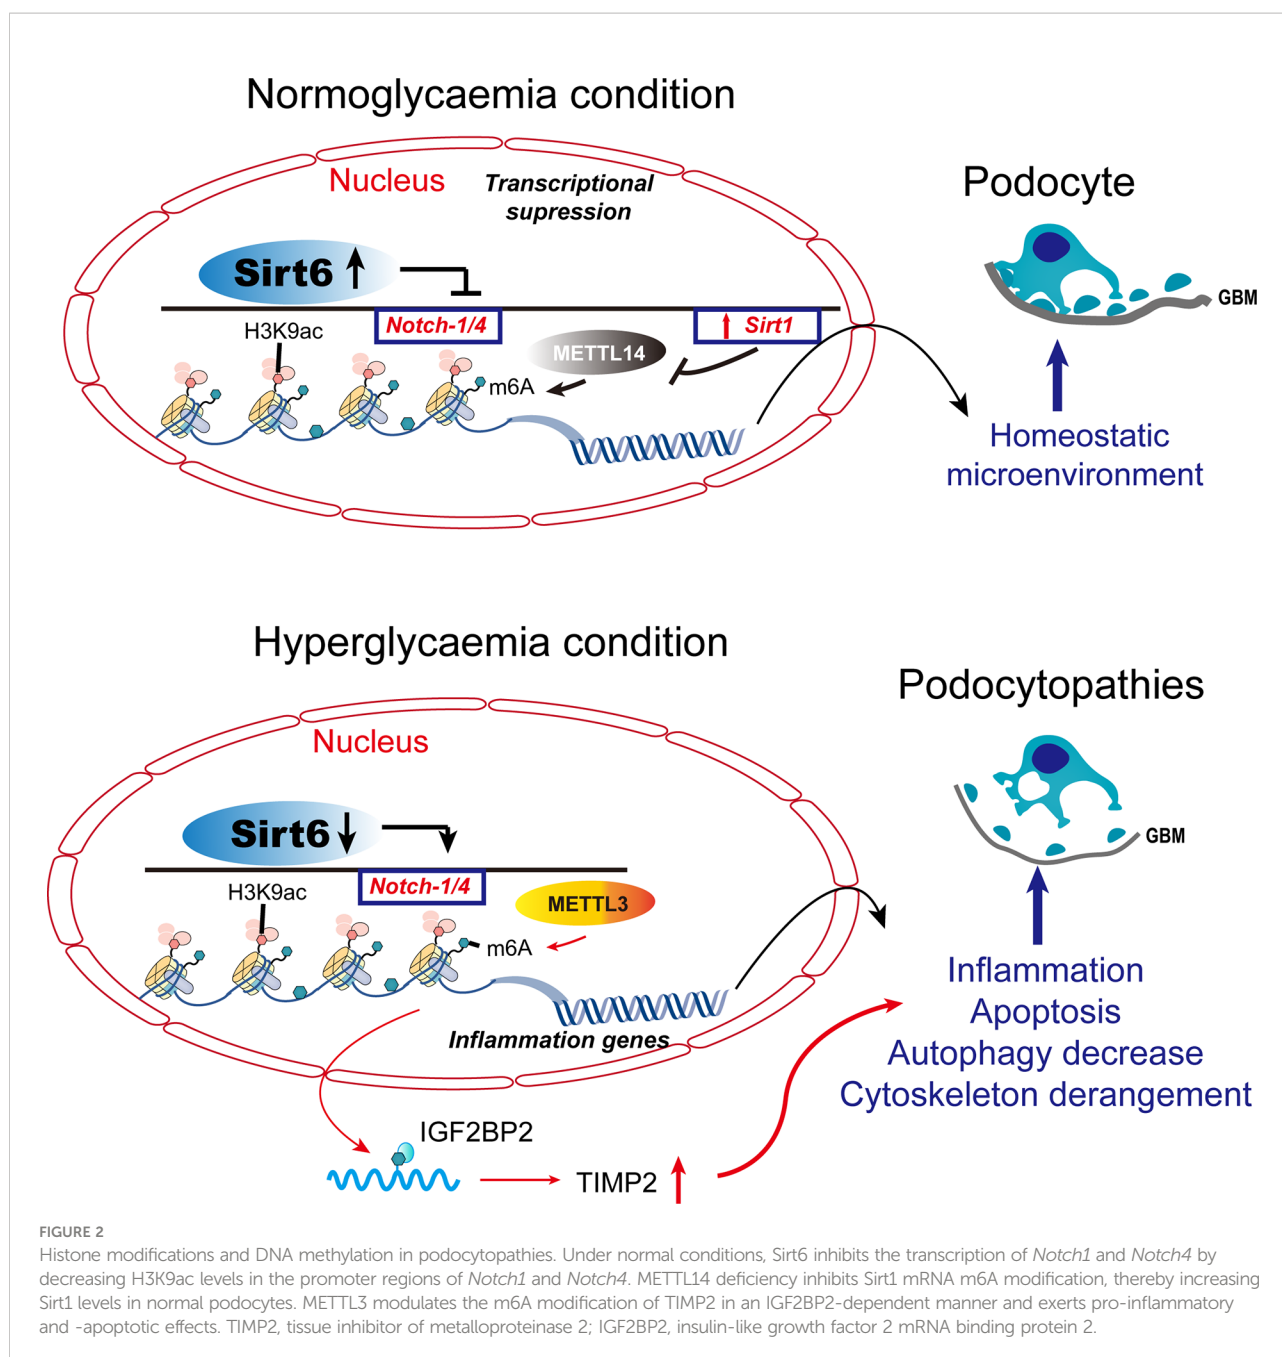 Normoglycaemia condition
Nucleus
Transcriptional
supression
Podocyte
Sirt6
GBM
H3K9ac
Notch-1/4
Sirt1
METTL14
m6A
Homeostatic
microenvironment
Hyperglycaemia condition
Podocytopathies
Nucleus
Sirt6
GBM
H3K9ac
Notch-1/4
METTL3
m6A
Inflammation
Apoptosis
Autophagy decrease
Cytoskeleton derangement
Inflammation genes
IGF2BP2
TIMP2
FIGURE 2
Histone modifications and DNA methylation in podocytopathies. Under normal conditions, Sirt6 inhibits the transcription of Notch1 and Notch4 by
decreasing H3K9ac levels in the promoter regions of Notch1 and Notch4. METTL14 deficiency inhibits Sirt1 mRNA m6A modification, thereby increasing
Sirt1 levels in normal podocytes. METTL3 modulates the m6A modification of TIMP2 in an IGF2BP2-dependent manner and exerts pro-inflammatory
and -apoptotic effects. TIMP2, tissue inhibitor of metalloproteinase 2; IGF2BP2, insulin-like growth factor 2 mRNA binding protein 2.